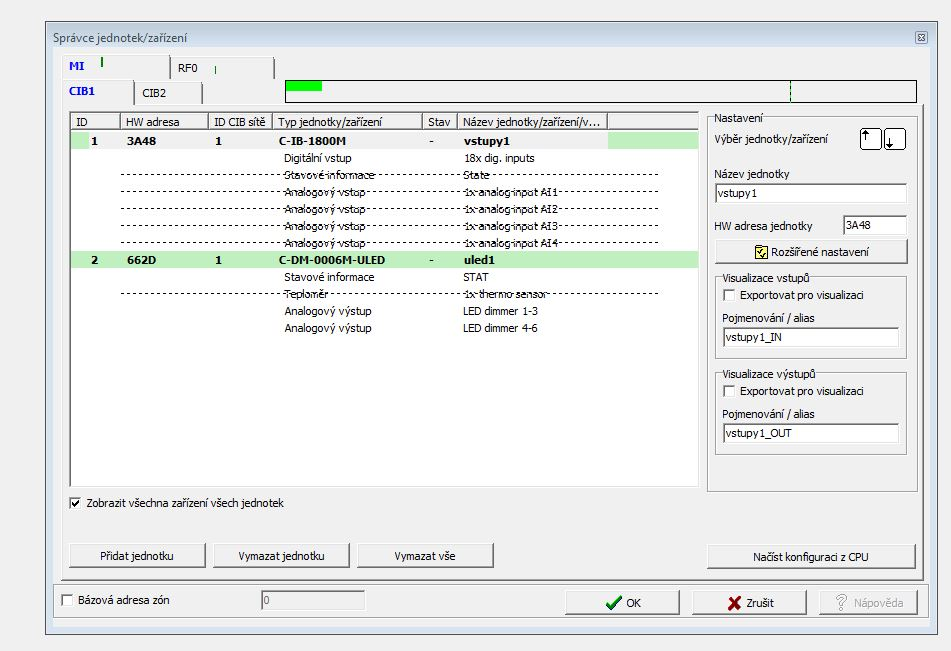 Správce jednotek/zařízení
MI
RF0
CIB1
CIB2
ID HW adresa ID CIB sítě Typ jednotky/zařízení Stav Název jednotky/zařízení/v...
1 3A48 1 C-IB-1800M - vstupy1
Digitální vstup 18x dig. inputs
Stavové informace State
Analogový vstup 1x analog input AI1
Analogový vstup 1x analog input AI2
Analogový vstup 1x analog input AI3
Analogový vstup 1x analog input AI4
2 662D 1 C-DM-0006M-ULED - uled1
Stavové informace STAT
Teploměr 1x thermo sensor
Analogový výstup LED dimmer 1-3
Analogový výstup LED dimmer 4-6
Nastavení
Výběr jednotky/zařízení
Název jednotky
vstupy1
HW adresa jednotky 3A48
Rozšířené nastavení
Visualizace vstupů
Exportovat pro visualizaci
Pojmenování / alias
vstupy1_IN
Visualizace výstupů
Exportovat pro visualizaci
Pojmenování / alias
vstupy1_OUT
Zobrazit všechna zařízení všech jednotek
Přidat jednotku Vymazat jednotku Vymazat vše Načíst konfiguraci z CPU
Bázová adresa zón 0 OK Zrušit Nápověda